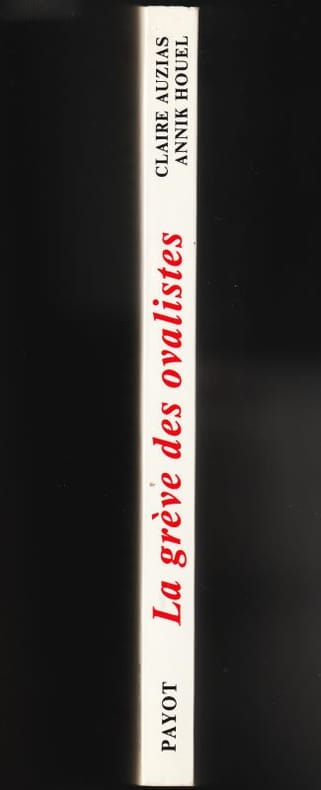 PAYOT
La grève des ovalistes
CLAIRE AUZIAS
ANNIK HOUEL